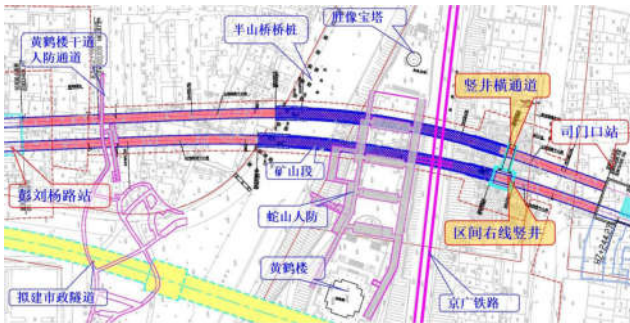 胜像宝塔
半山桥桥桩
黄鹤楼干道
人防通道
竖井横通道
司门口站
矿山段
彭刘杨路站
蛇山人防
区间右线竖井
黄鹤楼
拟建市政隧道
京广铁路